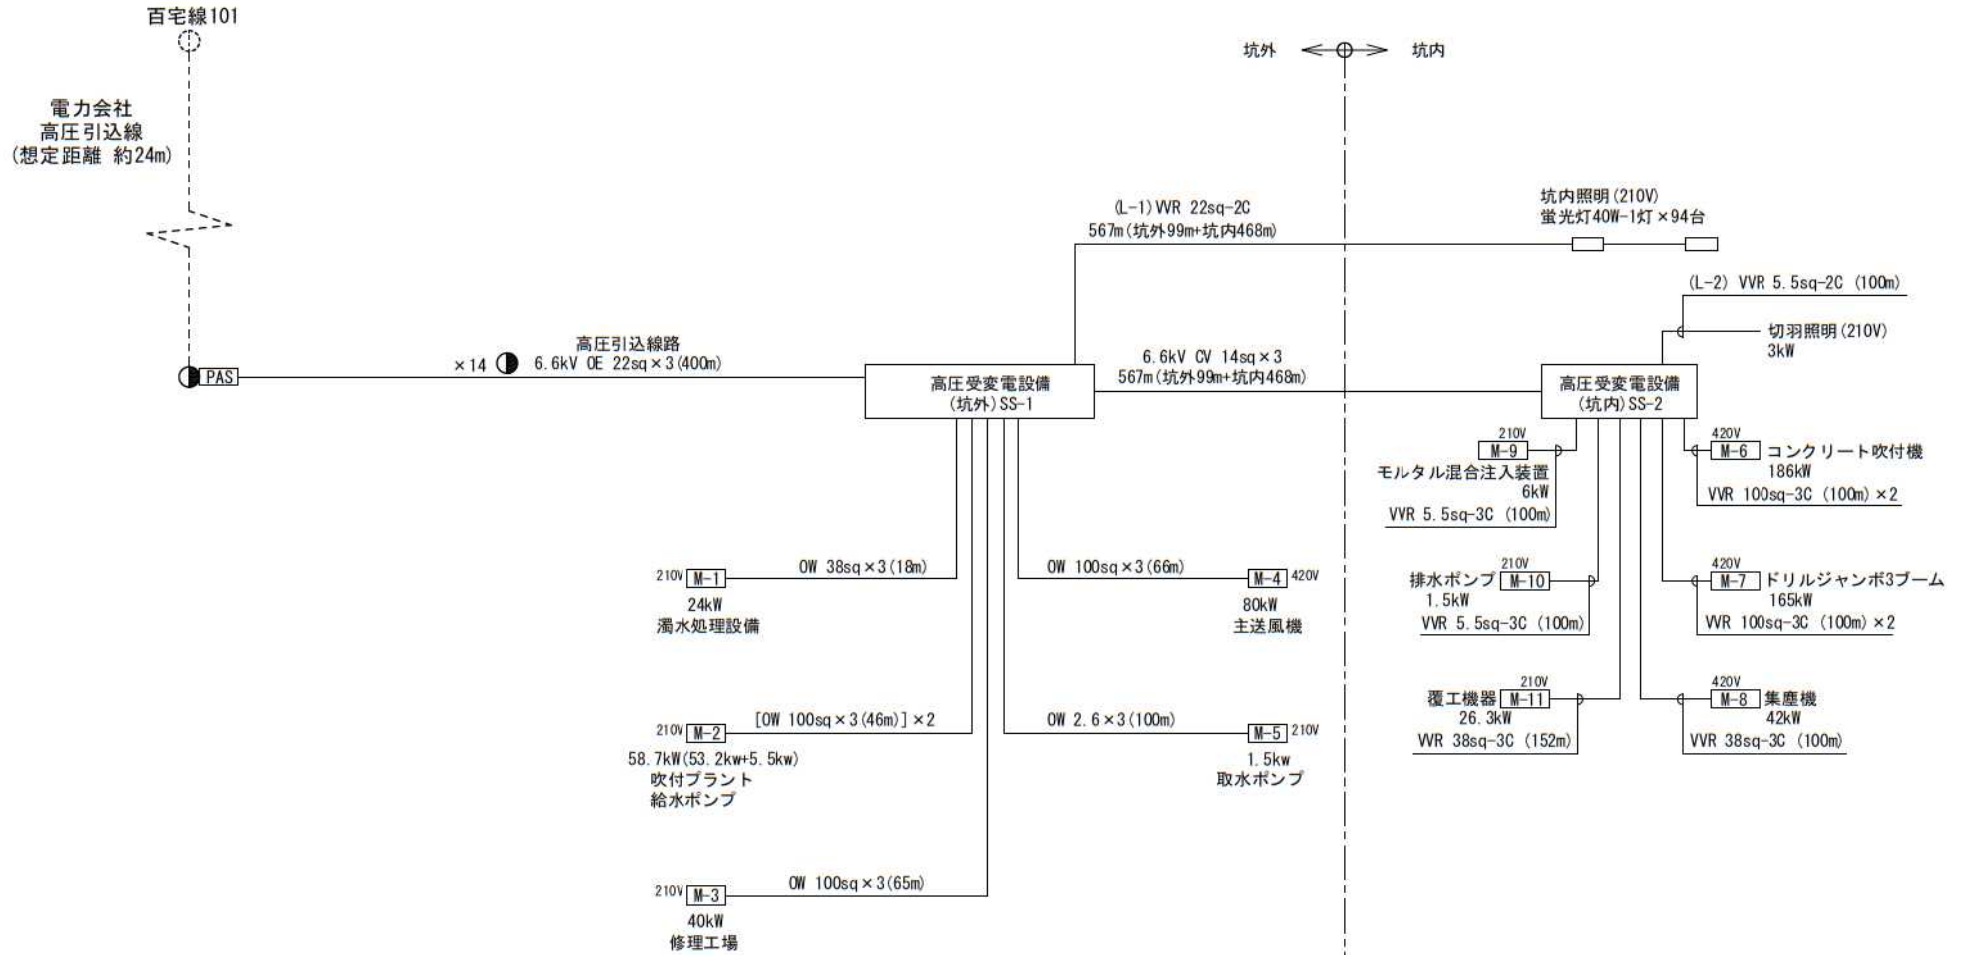 百宅線101
電力会社
高圧引込線
(想定距離 約24m)
PAS
×14
高圧引込線路
6.6kV OE 22sq×3(400m)
坑外
坑内
(L-1)VVR 22sq-2C
567m(坑外99m+坑内468m)
坑内照明(210V)
蛍光灯40W-1灯×94台
(L-2) VVR 5.5sq-2C (100m)
切羽照明(210V)
3kW
高圧受変電設備
(坑外)SS-1
6.6kV CV 14sq×3
567m(坑外99m+坑内468m)
高圧受変電設備
(坑内)SS-2
210V
M-9
モルタル混合注入装置
6kW
VVR 5.5sq-3C (100m)
420V
M-6 コンクリート吹付機
186kW
VVR 100sq-3C (100m)×2
210V M-1
OW 38sq×3(18m)
24kW
濁水処理設備
OW 100sq×3(66m)
M-4 420V
80kW
主送風機
210V
排水ポンプ M-10
1.5kW
VVR 5.5sq-3C (100m)
420V
M-7 ドリルジャンボ3ブーム
165kW
VVR 100sq-3C (100m)×2
210V M-2
[OW 100sq×3(46m)]×2
58.7kW(53.2kw+5.5kw)
吹付プラント
給水ポンプ
OW 2.6×3(100m)
M-5 210V
1.5kw
取水ポンプ
210V
覆工機器 M-11
26.3kW
VVR 38sq-3C (152m)
420V
M-8 集塵機
42kW
VVR 38sq-3C (100m)
210V M-3
OW 100sq×3(65m)
40kW
修理工場